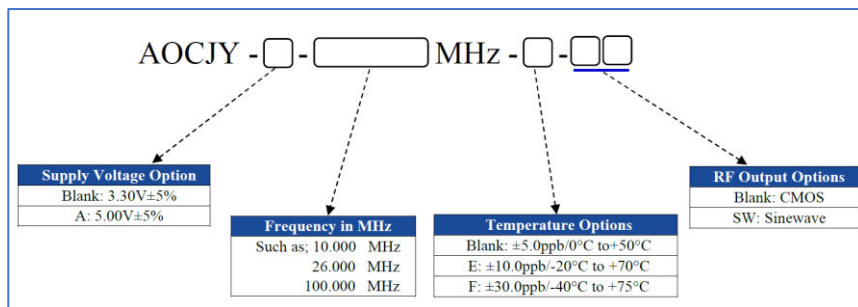 AOCJY - - MHz - -
Supply Voltage Option
Blank: 3.30V±5%
A: 5.00V±5%
Frequency in MHz
Such as; 10.000 MHz
26.000 MHz
100.000 MHz
Temperature Options
Blank: ±5.0ppb/0°C to+50°C
E: ±10.0ppb/-20°C to +70°C
F: ±30.0ppb/-40°C to +75°C
RF Output Options
Blank: CMOS
SW: Sinewave